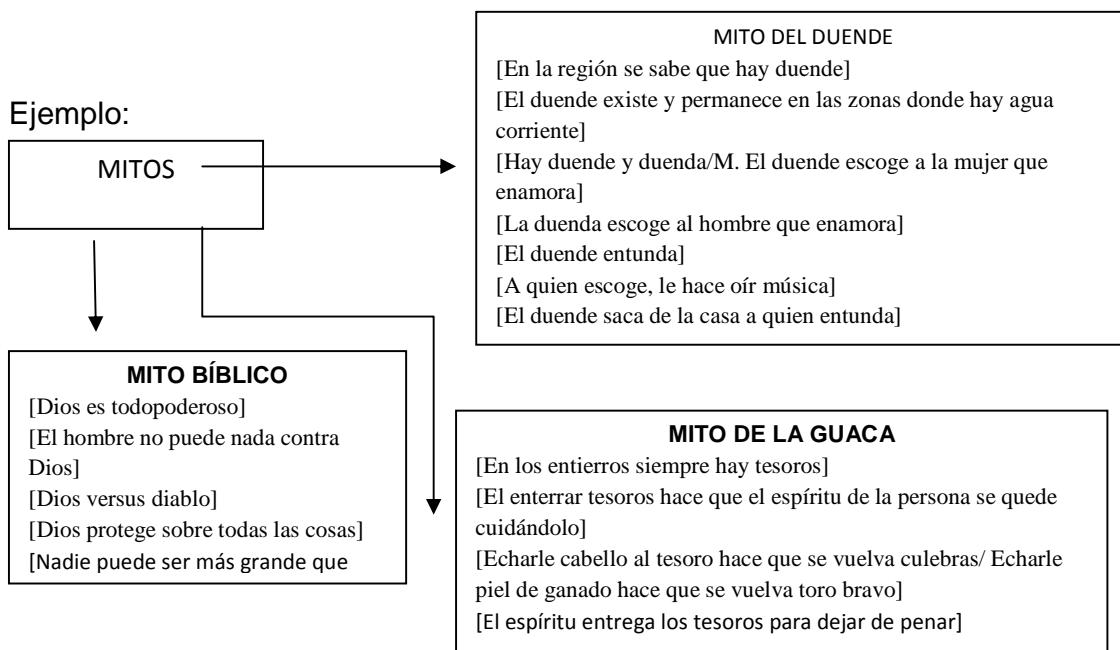 Ejemplo:
MITOS
MITO DEL DUENDE
[En la región se sabe que hay duende]
[El duende existe y permanece en las zonas donde hay agua
corriente]
[Hay duende y duenda/M. El duende escoge a la mujer que
enamora]
[La duenda escoge al hombre que enamora]
[El duende entunda]
[A quien escoge, le hace oír música]
[El duende saca de la casa a quien entunda]
MITO BÍBLICO
[Dios es todopoderoso]
[El hombre no puede nada contra
Dios]
[Dios versus diablo]
[Dios protege sobre todas las cosas]
[Nadie puede ser más grande que
MITO DE LA GUACA
[En los entierros siempre hay tesoros]
[El enterrar tesoros hace que el espíritu de la persona se quede
cuidándolo]
[Echarle cabello al tesoro hace que se vuelva culebras/ Echarle
piel de ganado hace que se vuelva toro bravo]
[El espíritu entrega los tesoros para dejar de penar]